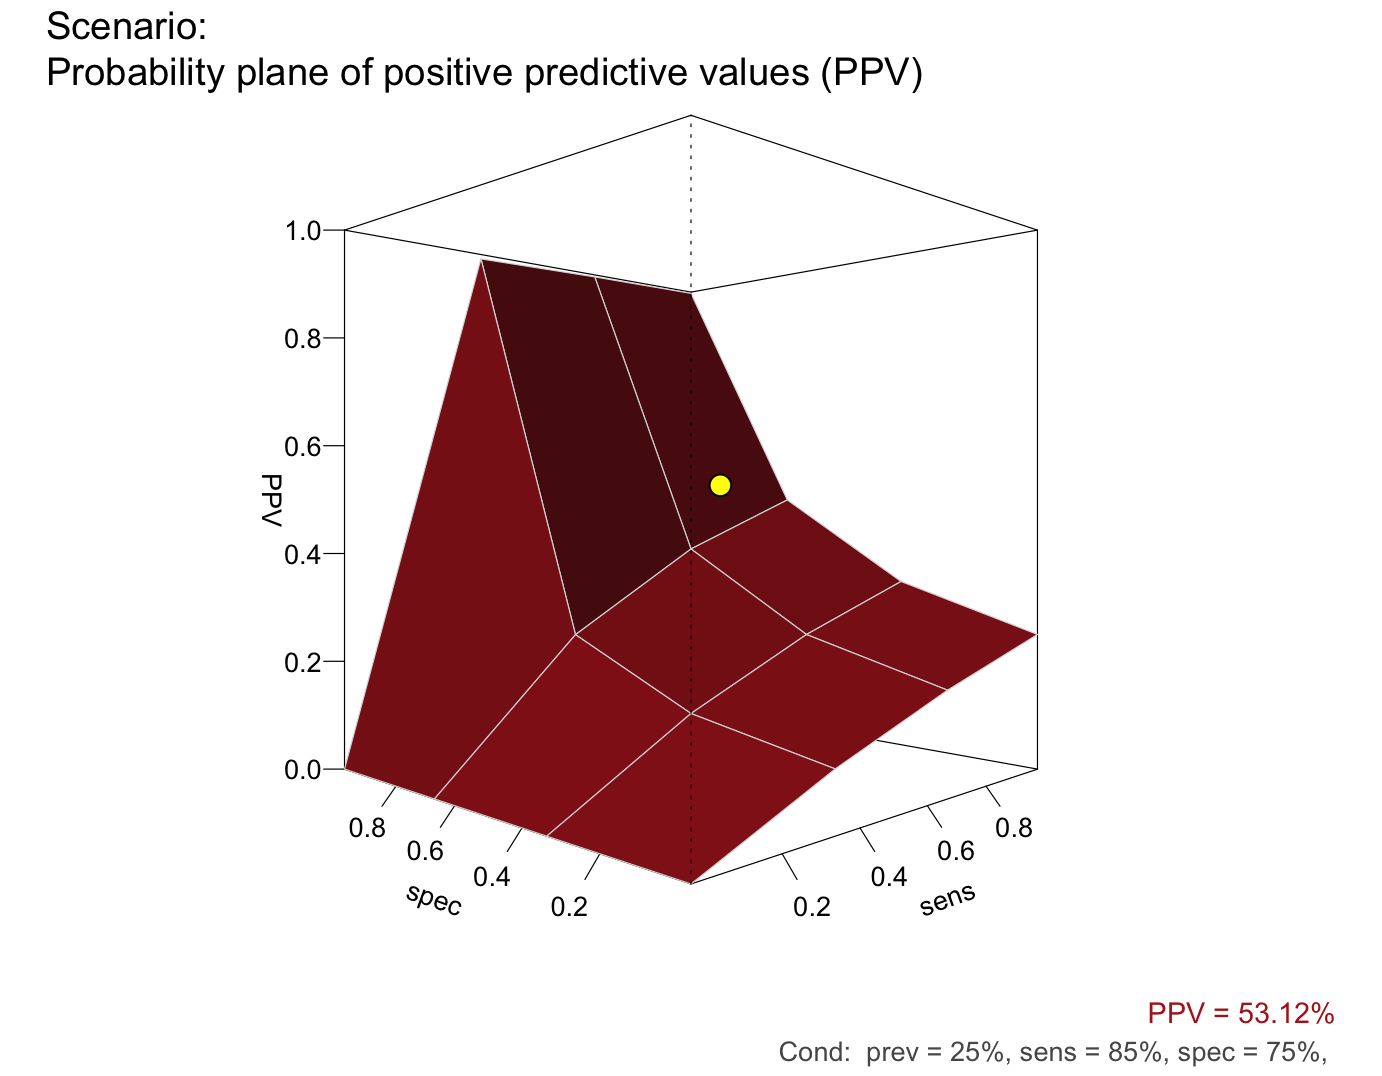 Scenario:
Probability plane of positive predictive values (PPV)
1.0
0.8
0.6
0.4
0.2
0.0
PPV
0.8
0.6
0.4
0.2
spec
0.2
0.4
0.6
0.8
sens
PPV = 53.12%
Cond:  prev = 25%, sens = 85%, spec = 75%,